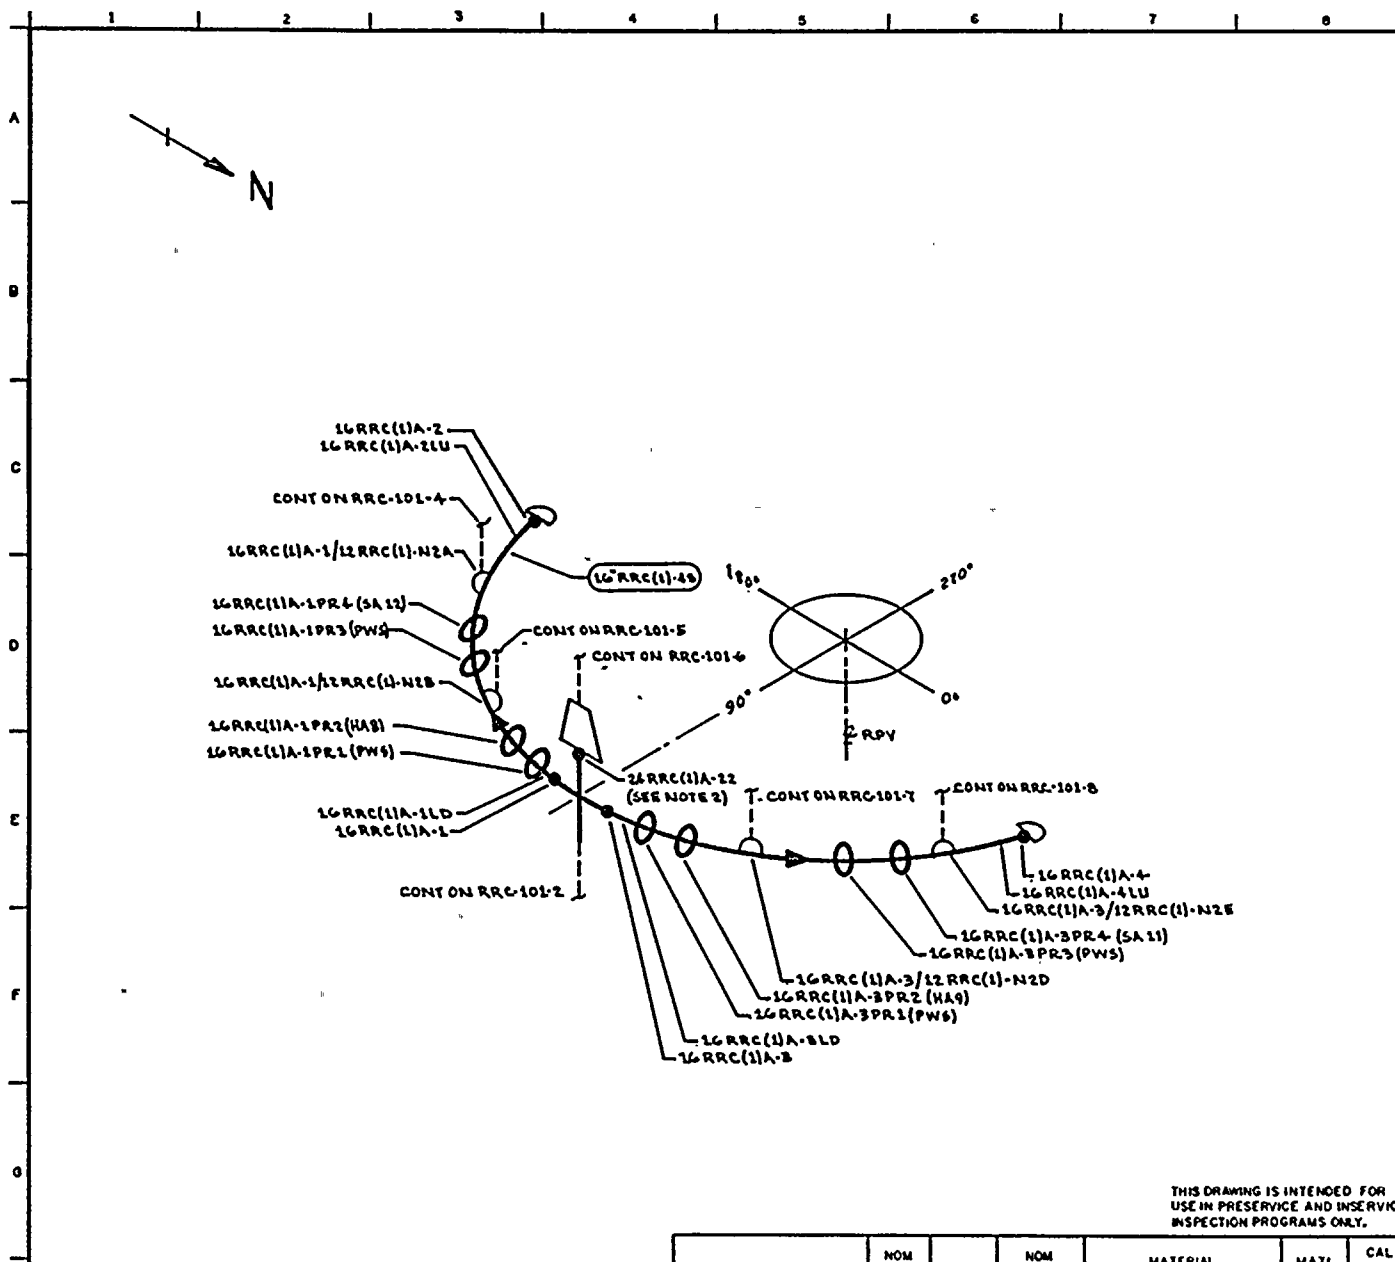 1 2 3 4 5 6 7 8
A
B
C
D
E
F
G
N
16RRC(1)A-2
16RRC(1)A-2LU
CONT ON RRC-101-4
16RRC(1)A-1/12RRC(1)-N2A
16"RRC(1)-4S
16RRC(1)A-1PR4(SA12)
16RRC(1)A-1PR3(PWS)
CONT ON RRC-101-5
CONT ON RRC-101-6
16RRC(1)A-1/12RRC(1)-N2B
16RRC(1)A-1PR2(HA8)
16RRC(1)A-1PR1(PWS)
180°
270°
90°
0°
℄ RPV
26RRC(1)A-22
(SEE NOTE 2)
CONT ON RRC-101-7
CONT ON RRC-101-8
16RRC(1)A-1LD
16RRC(1)A-1
CONT ON RRC-101-2
16RRC(1)A-4
16RRC(1)A-4LU
16RRC(1)A-3/12RRC(1)-N2E
16RRC(1)A-3PR4(SA11)
16RRC(1)A-3PR3(PWS)
16RRC(1)A-3/12RRC(1)-N2D
16RRC(1)A-3PR2(HA9)
16RRC(1)A-3PR1(PWS)
16RRC(1)A-3LD
16RRC(1)A-3
THIS DRAWING IS INTENDED FOR
USE IN PRESERVICE AND INSERVIC
INSPECTION PROGRAMS ONLY.
NOM NOM MATERIAL MATL CAL